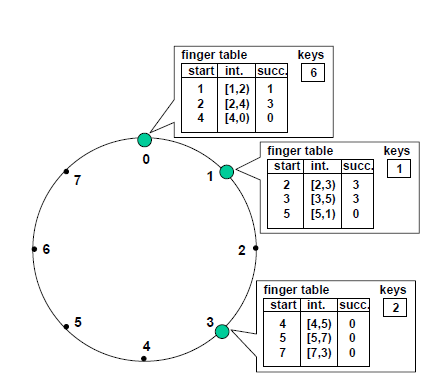 finger table keys
start int. succ. 6
1 [1,2) 1
2 [2,4) 3
4 [4,0) 0
0
finger table keys
start int. succ. 1
2 [2,3) 3
3 [3,5) 3
5 [5,1) 0
1
7
6
2
5
3
4
finger table keys
start int. succ. 2
4 [4,5) 0
5 [5,7) 0
7 [7,3) 0